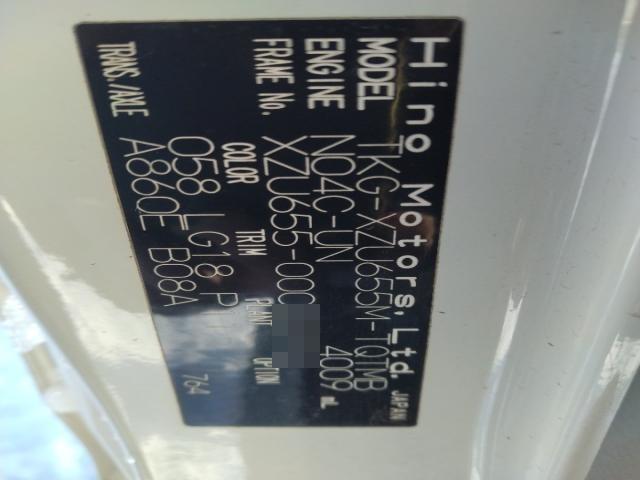 Hino Motors, Ltd. JAPAN
MODEL TKG-XZU655M-TQTMB
ENGINE N04C-UN 4009 mL
FRAME No. XZU655-000
COLOR TRIM PLANT OPTION
058 LG18
TRANS./AXLE A860E B08A
764